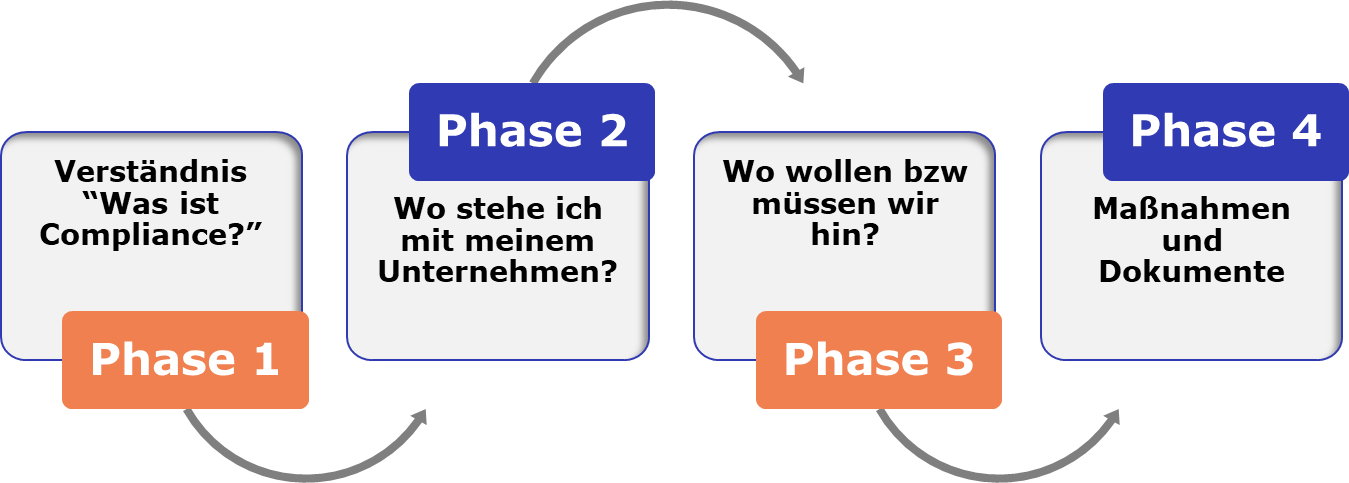 Verständnis
“Was ist
Compliance?”
Phase 1
Phase 2
Wo stehe ich
mit meinem
Unternehmen?
Wo wollen bzw
müssen wir
hin?
Phase 3
Phase 4
Maßnahmen
und
Dokumente